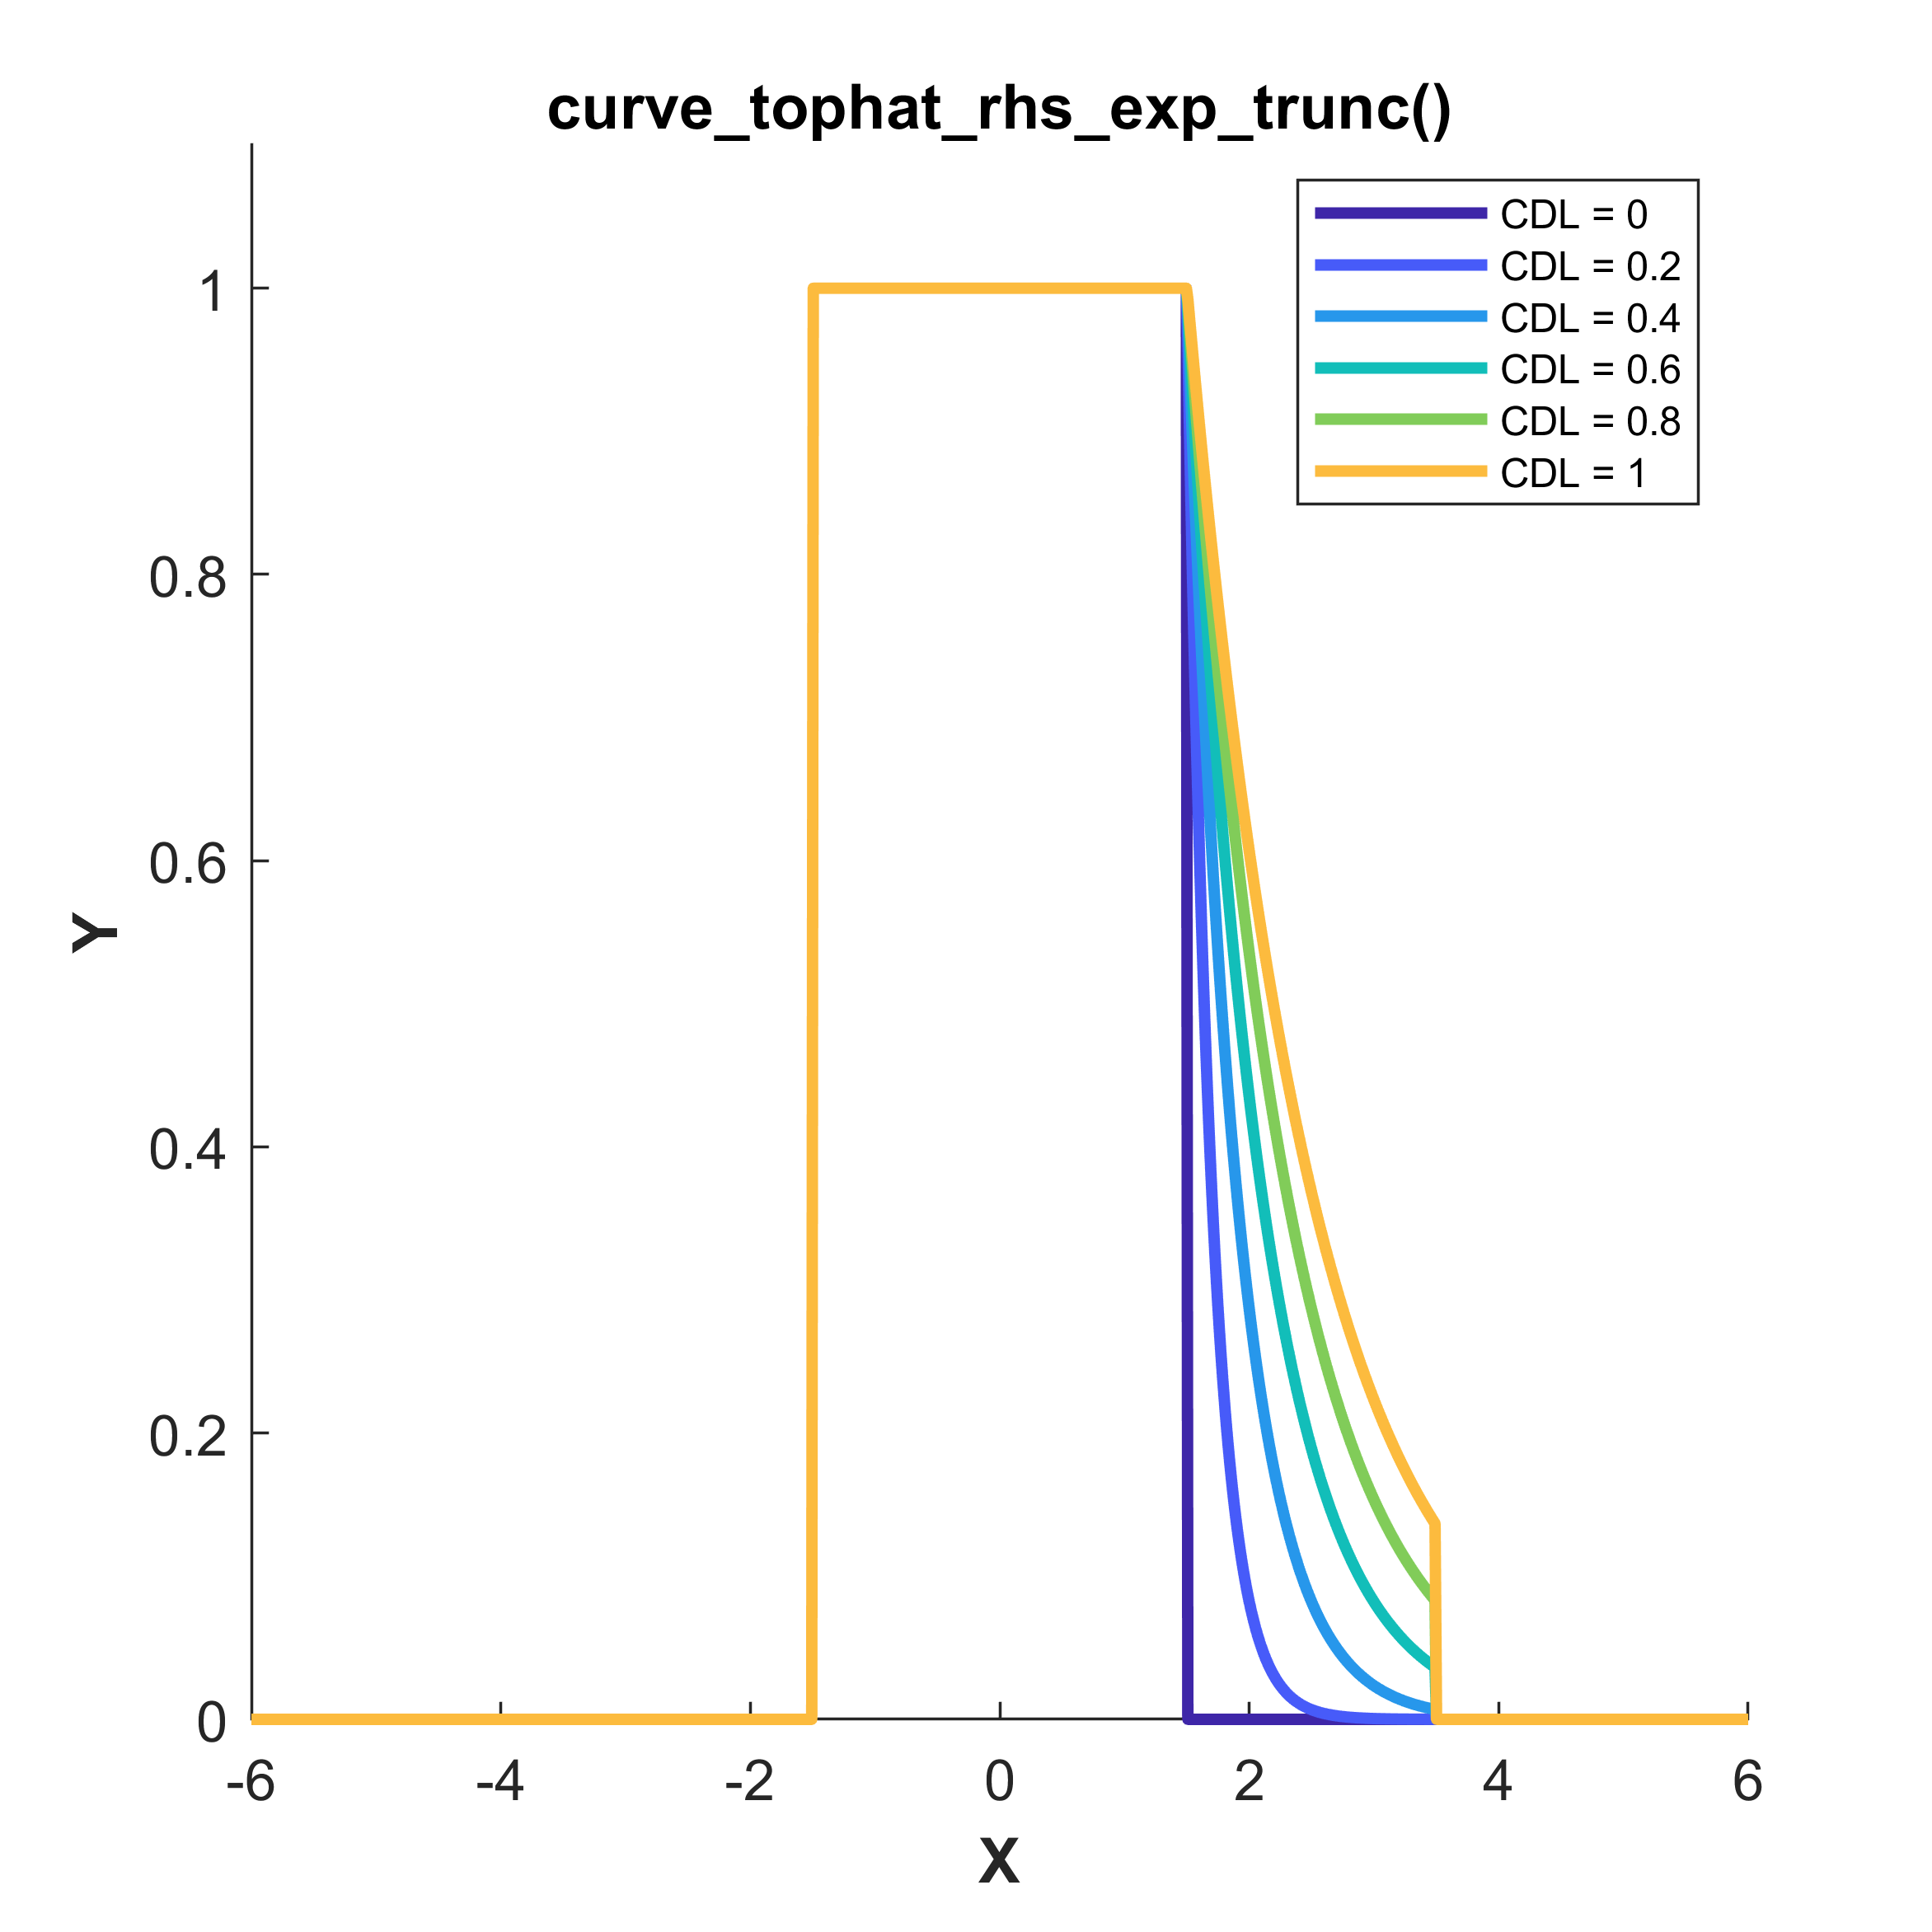 curve_tophat_rhs_exp_trunc()
CDL = 0
CDL = 0.2
CDL = 0.4
CDL = 0.6
CDL = 0.8
CDL = 1
1
0.8
0.6
0.4
0.2
0
Y
-6 -4 -2 0 2 4 6
X